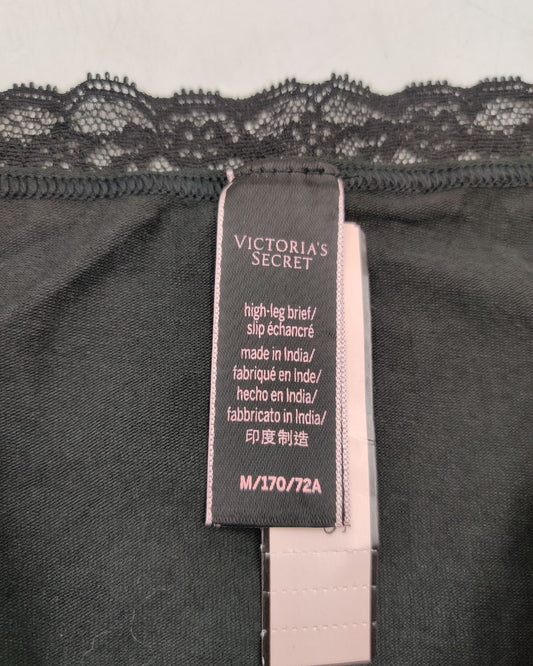 VICTORIA'S
SECRET
high-leg brief/
slip échancré
made in India/
fabriqué en Inde/
hecho en India/
fabbricato in India/
印度制造
M/170/72A